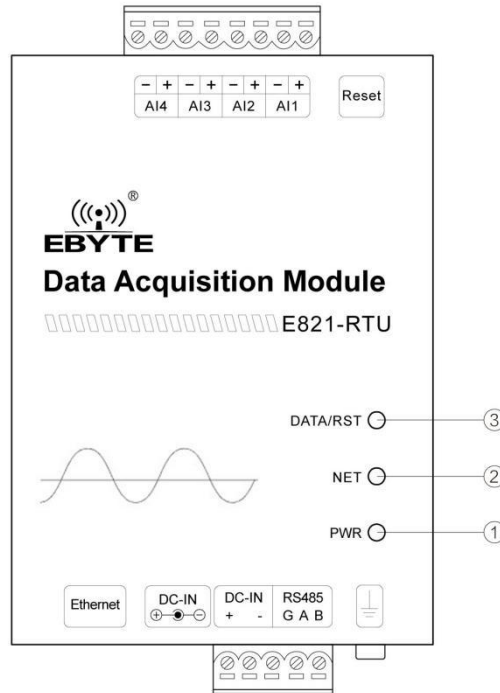 - + - + - + - +
AI4 AI3 AI2 AI1
Reset
®
EBYTE
Data Acquisition Module
E821-RTU
DATA/RST ③
NET ②
PWR ①
Ethernet
DC-IN
+ -
DC-IN
+ -
RS485
G A B